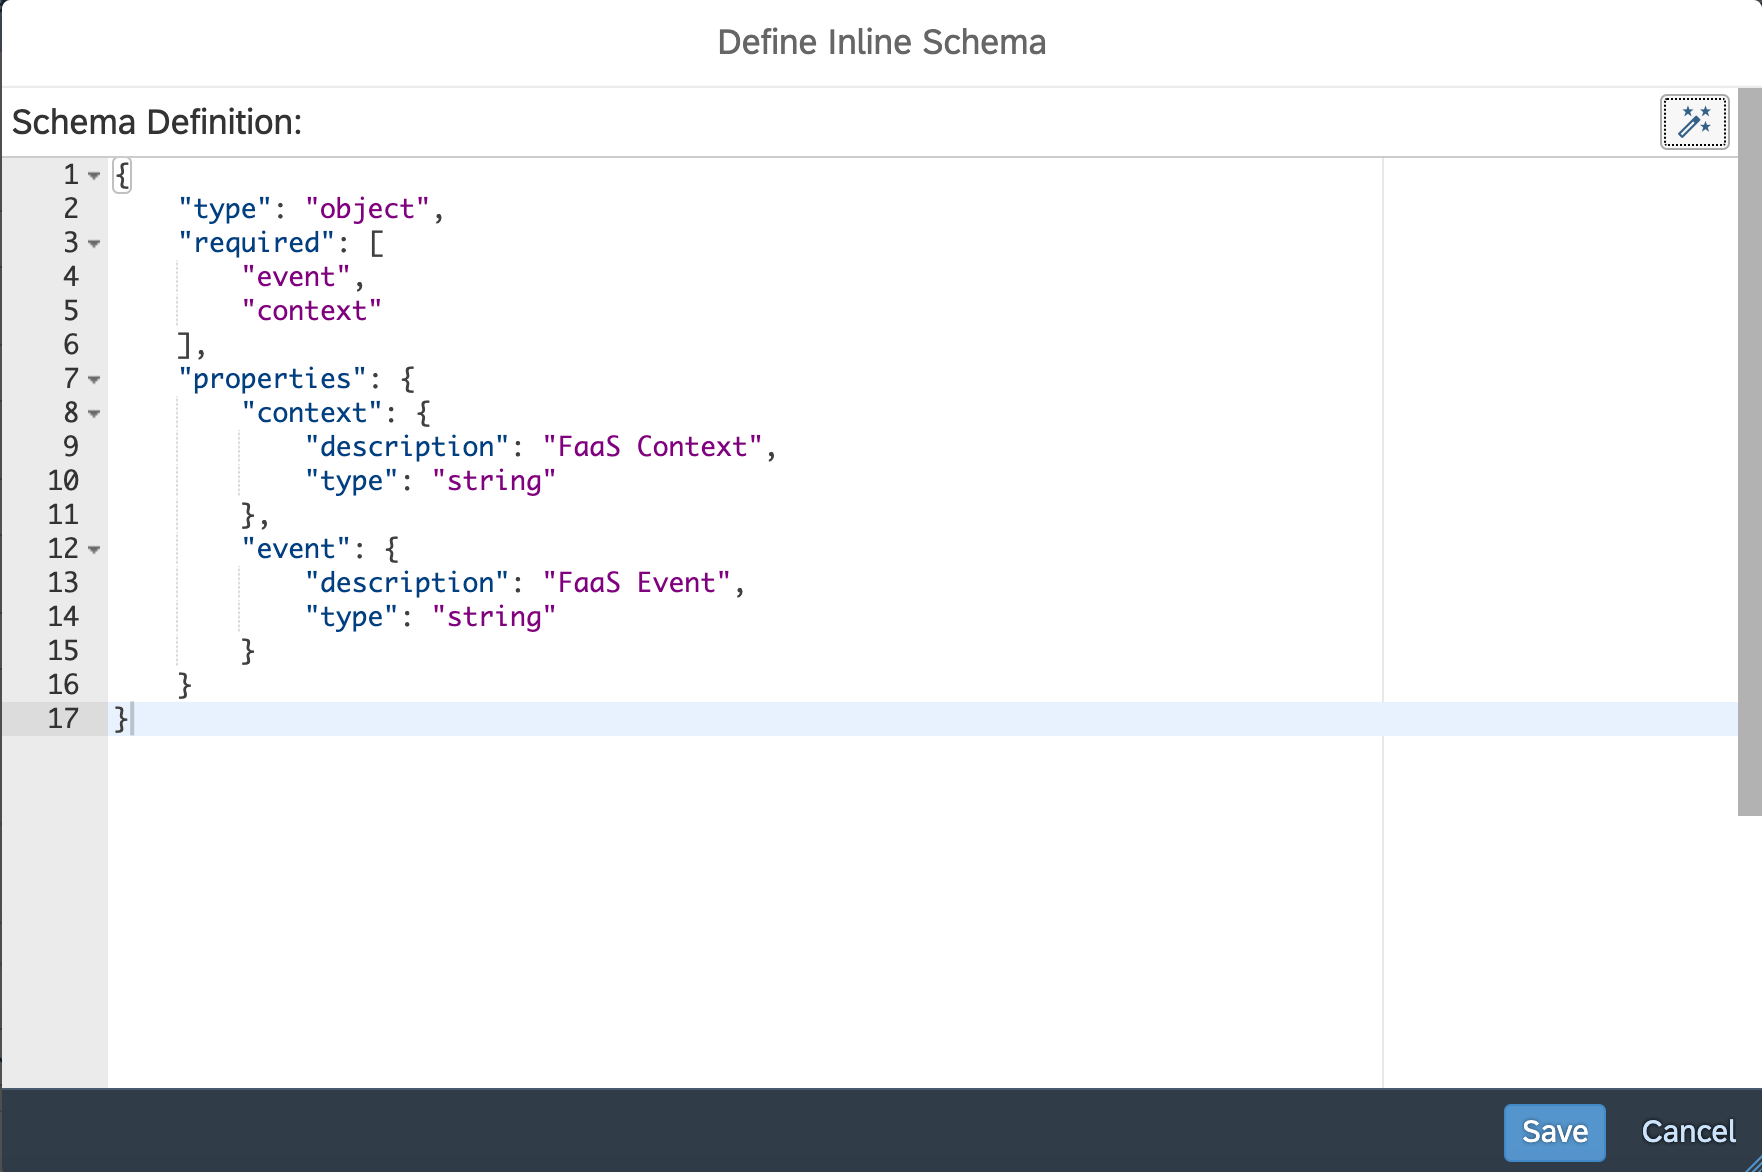 Define Inline Schema
Schema Definition:
1 {
2     "type": "object",
3     "required": [
4         "event",
5         "context"
6     ],
7     "properties": {
8         "context": {
9             "description": "FaaS Context",
10             "type": "string"
11         },
12         "event": {
13             "description": "FaaS Event",
14             "type": "string"
15         }
16     }
17 }
Save Cancel